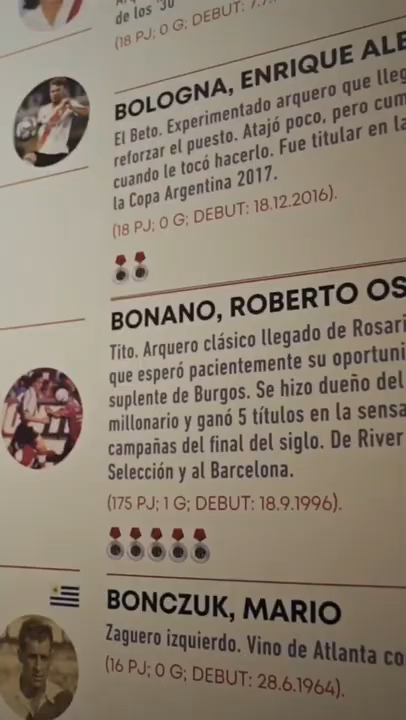 de los '30
(18 PJ; 0 G; DEBUT: 7.7.
BOLOGNA, ENRIQUE ALB
El Beto. Experimentado arquero que lleg
reforzar el puesto. Atajó poco, pero cum
cuando le tocó hacerlo. Fue titular en la
la Copa Argentina 2017.
(18 PJ; 0 G; DEBUT: 18.12.2016).
BONANO, ROBERTO OS
Tito. Arquero clásico llegado de Rosari
que esperó pacientemente su oportuni
suplente de Burgos. Se hizo dueño del
millonario y ganó 5 títulos en la sensa
campañas del final del siglo. De River
Selección y al Barcelona.
(175 PJ; 1 G; DEBUT: 18.9.1996).
BONCZUK, MARIO
Zaguero izquierdo. Vino de Atlanta co
(16 PJ; 0 G; DEBUT: 28.6.1964).